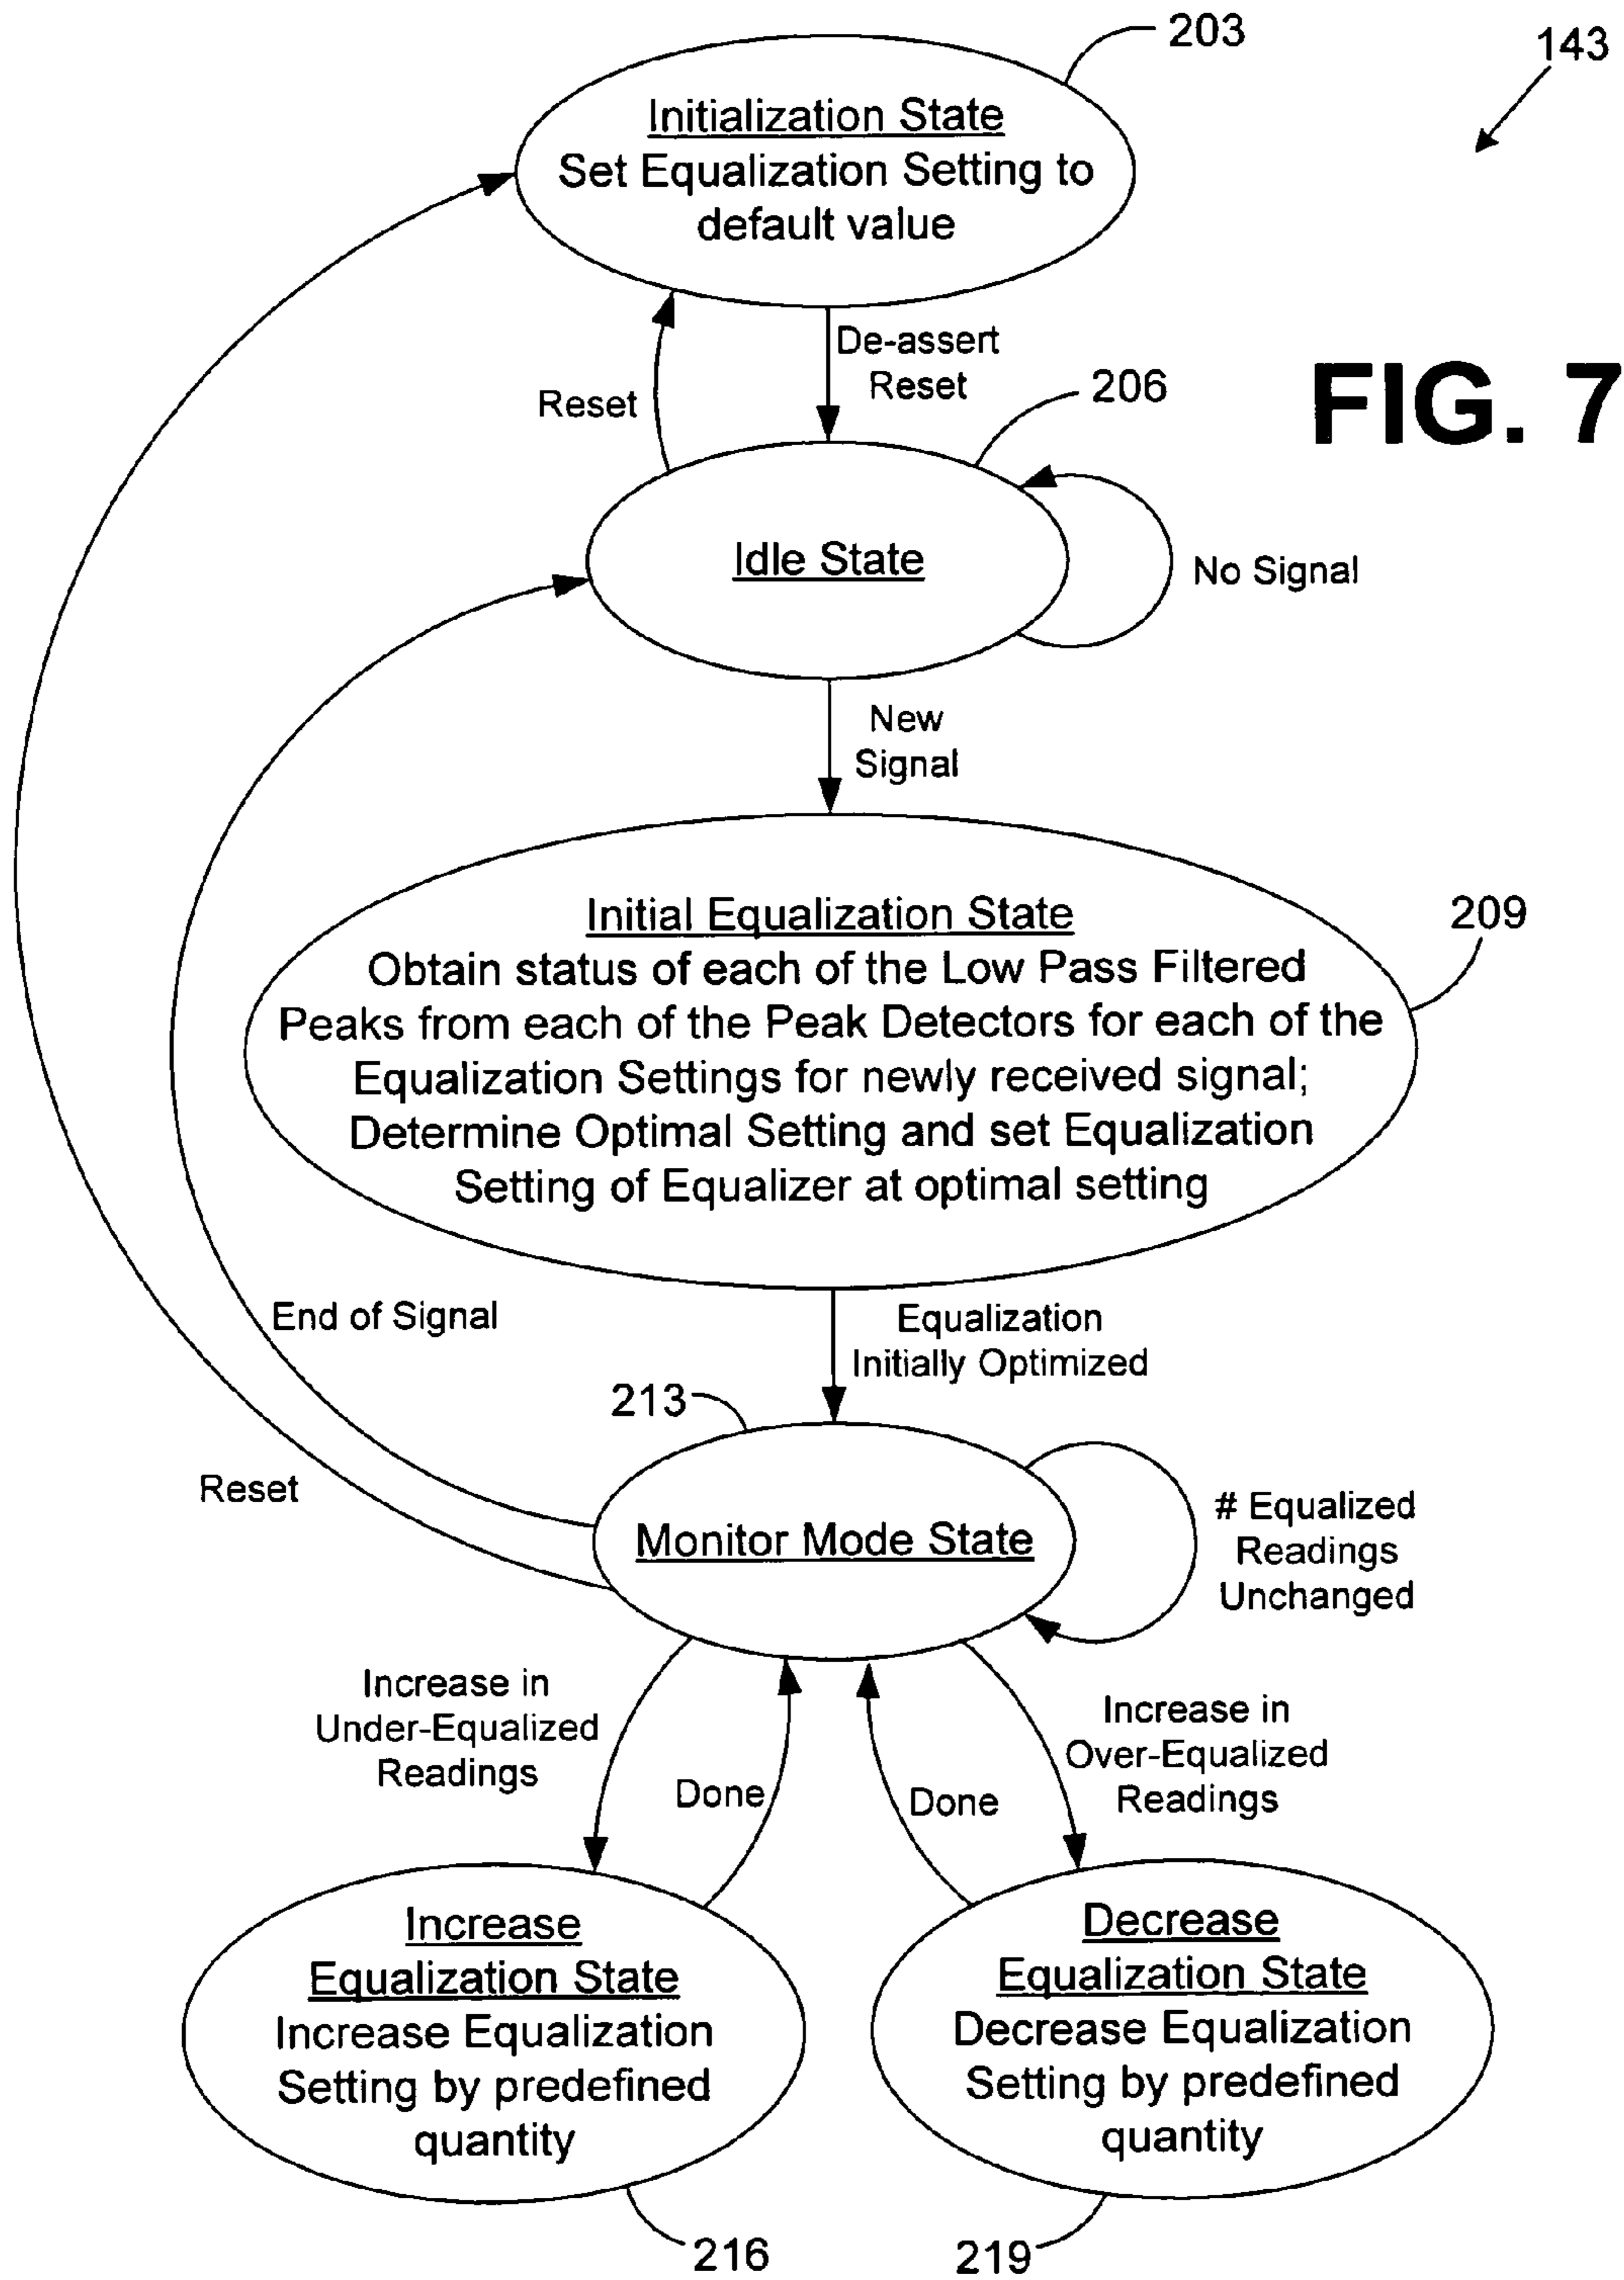 203
143
Initialization State
Set Equalization Setting to
default value
De-assert
Reset
Reset
206
FIG. 7
Idle State
No Signal
New
Signal
209
Initial Equalization State
Obtain status of each of the Low Pass Filtered
Peaks from each of the Peak Detectors for each of the
Equalization Settings for newly received signal;
Determine Optimal Setting and set Equalization
Setting of Equalizer at optimal setting
End of Signal
Equalization
Initially Optimized
213
Reset
Monitor Mode State
# Equalized
Readings
Unchanged
Increase in
Under-Equalized
Readings
Done
Done
Increase in
Over-Equalized
Readings
Increase
Equalization State
Increase Equalization
Setting by predefined
quantity
Decrease
Equalization State
Decrease Equalization
Setting by predefined
quantity
216
219